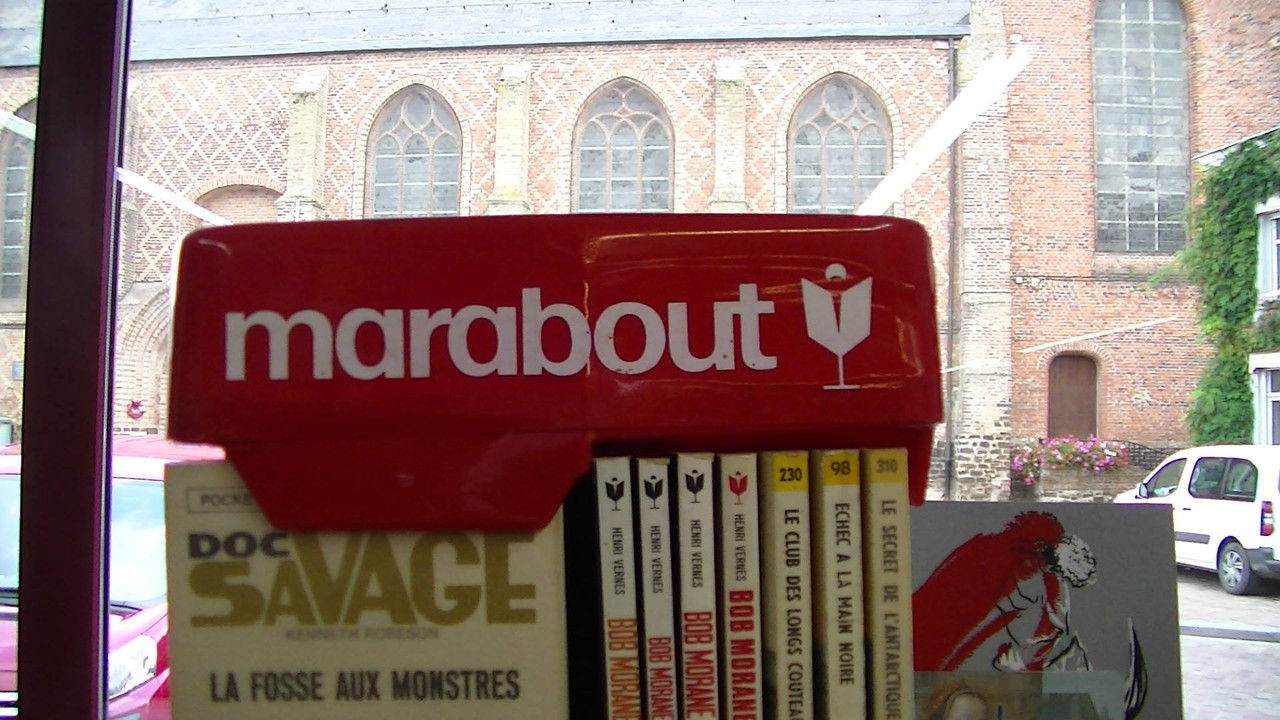 marabout
POCKE
DOC
SAVAGE
KENNETH ROBESON
LA FOSSE AUX MONSTRES
HENRI VERNES BOB MORANE
HENRI VERNES BOB MORANE
HENRI VERNES BOB MORANE
HENRI VERNES BOB MORANE
230 LE CLUB DES LONGS COUTEAU
98 ECHEC A LA MAIN NOIRE
310 LE SECRET DE L'ANTARCTIQUE